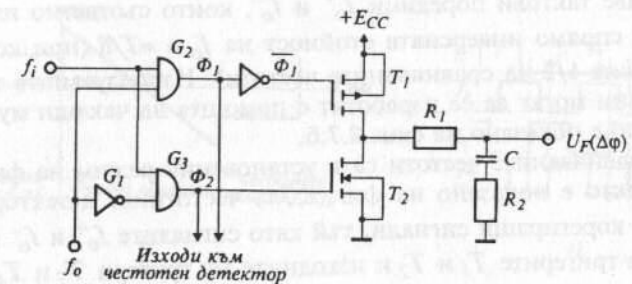 +E_CC
f_i
G_2
Φ_1
Φ̄_1
T_1
R_1
U_F(Δφ)
G_1
G_3
Φ_2
T_2
C
R_2
f_o
Изходи към
честотен детектор